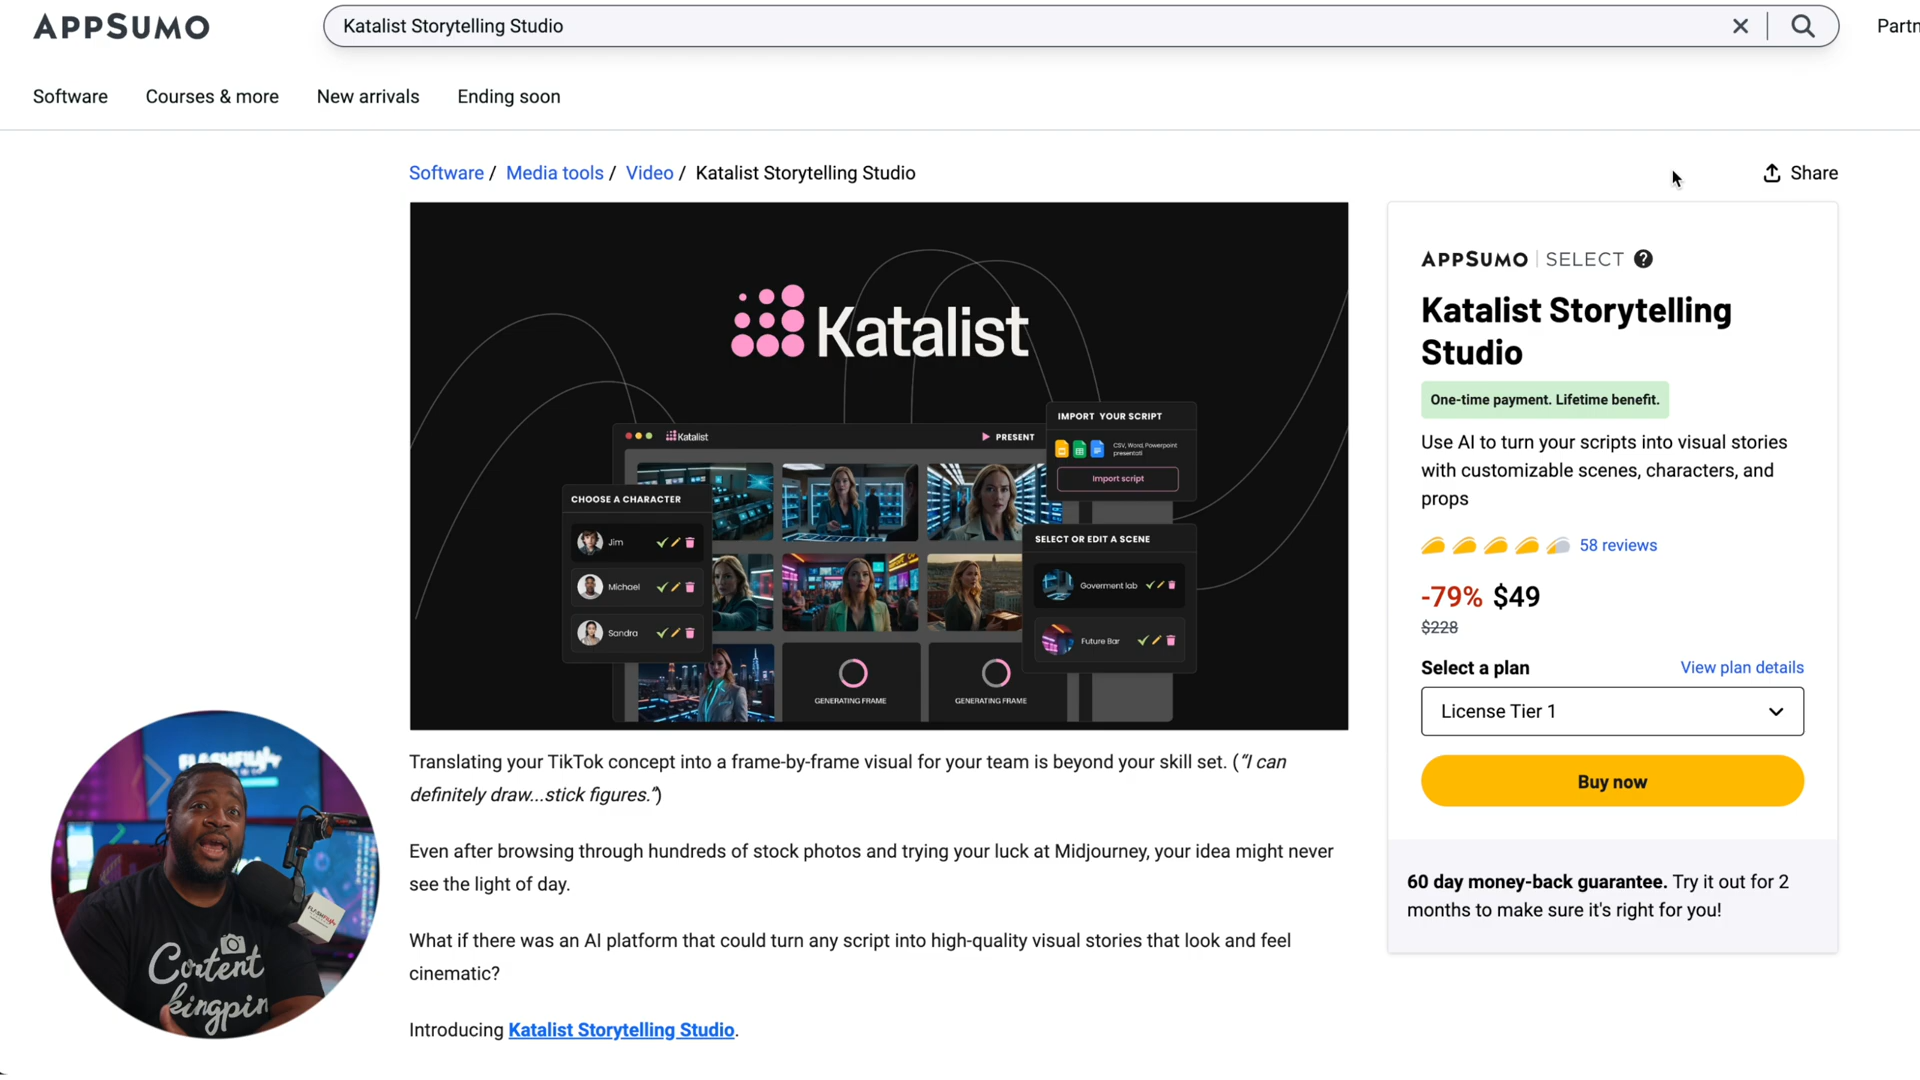 APPSUMO
Katalist Storytelling Studio
Partn
Software
Courses & more
New arrivals
Ending soon
Software / Media tools / Video / Katalist Storytelling Studio
Share
Katalist
Katalist
PRESENT
IMPORT YOUR SCRIPT
CSV, Word, Powerpoint
presentati
Import script
CHOOSE A CHARACTER
Jim
Michael
Sandra
SELECT OR EDIT A SCENE
Goverment lab
Future Bar
GENERATING FRAME
GENERATING FRAME
APPSUMO | SELECT ?
Katalist Storytelling
Studio
One-time payment. Lifetime benefit.
Use AI to turn your scripts into visual stories
with customizable scenes, characters, and
props
58 reviews
-79% $49
$228
Select a plan
View plan details
License Tier 1
Buy now
60 day money-back guarantee. Try it out for 2
months to make sure it's right for you!
Translating your TikTok concept into a frame-by-frame visual for your team is beyond your skill set. (“I can
definitely draw...stick figures.”)
Even after browsing through hundreds of stock photos and trying your luck at Midjourney, your idea might never
see the light of day.
What if there was an AI platform that could turn any script into high-quality visual stories that look and feel
cinematic?
Introducing Katalist Storytelling Studio.
Content
kingpin